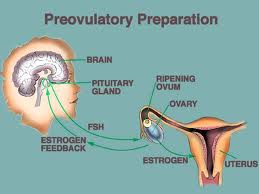 Preovulatory Preparation
BRAIN
PITUITARY
GLAND
RIPENING
OVUM
OVARY
FSH
ESTROGEN
FEEDBACK
ESTROGEN
UTERUS